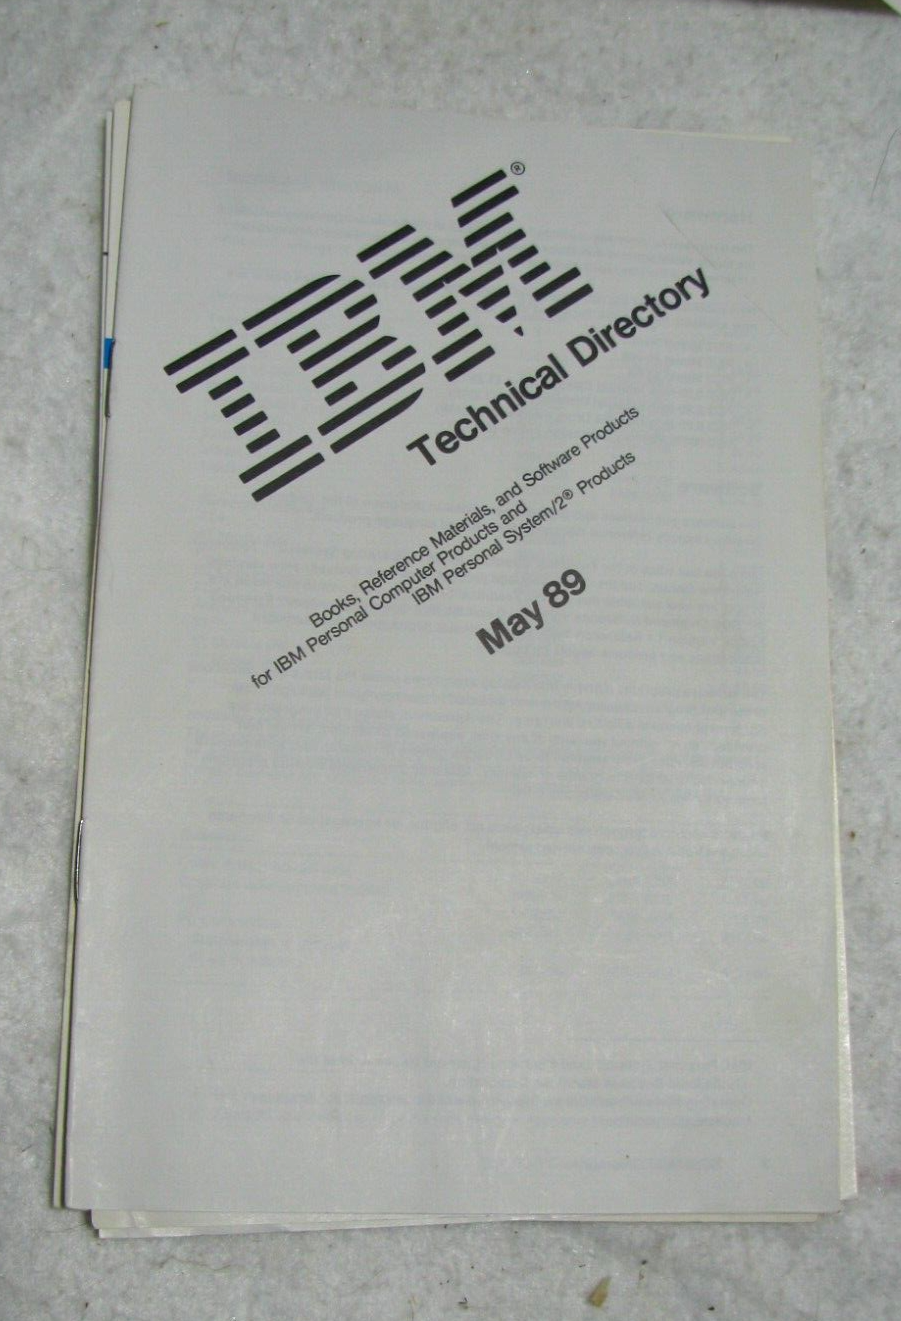 IBM®
Technical Directory
Books, Reference Materials, and Software Products
for IBM Personal Computer Products and
IBM Personal System/2® Products
May 89